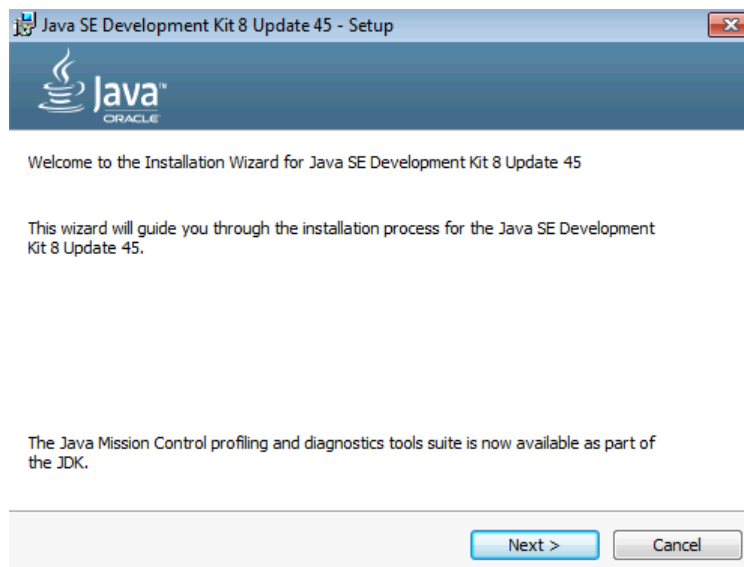 Java SE Development Kit 8 Update 45 - Setup
Java™
ORACLE
Welcome to the Installation Wizard for Java SE Development Kit 8 Update 45
This wizard will guide you through the installation process for the Java SE Development
Kit 8 Update 45.
The Java Mission Control profiling and diagnostics tools suite is now available as part of
the JDK.
Next >
Cancel